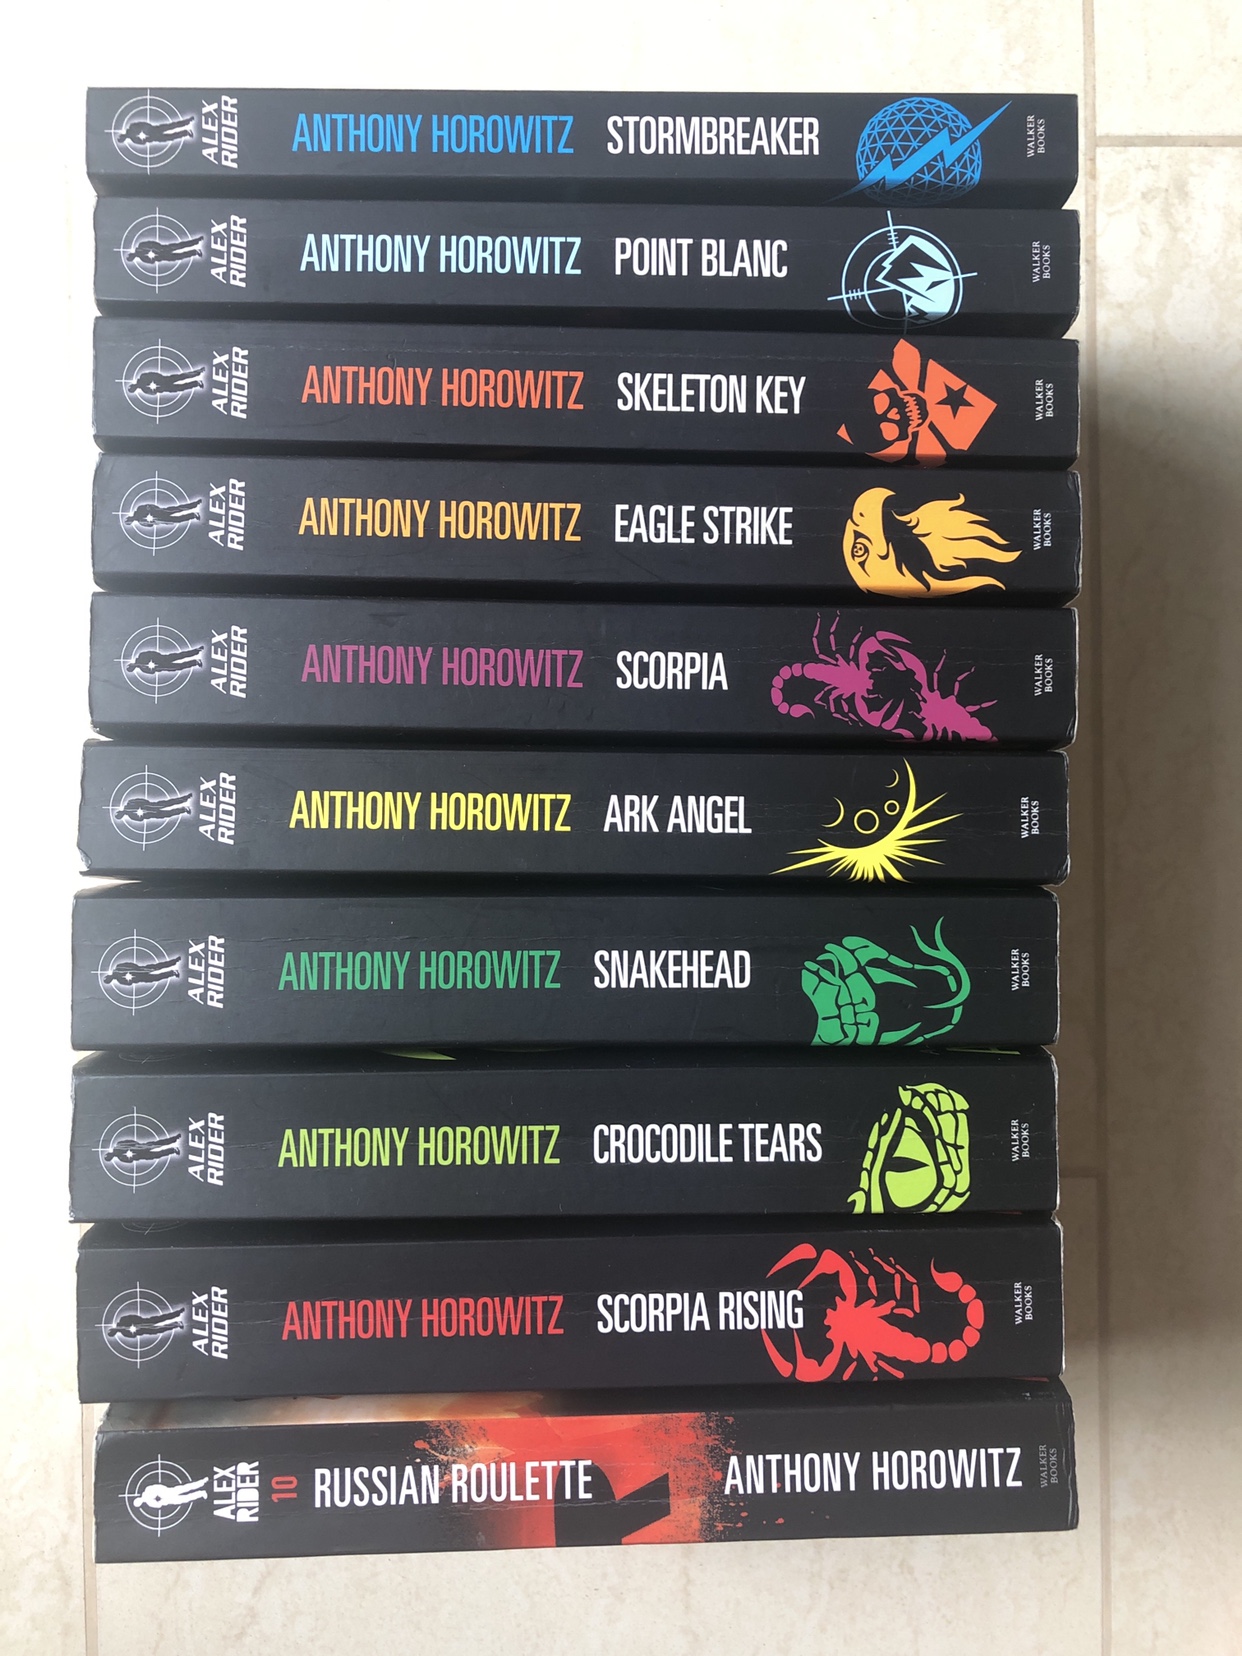 ALEX
RIDER
ANTHONY HOROWITZ STORMBREAKER
WALKER
BOOKS
ALEX
RIDER
ANTHONY HOROWITZ POINT BLANC
WALKER
BOOKS
ALEX
RIDER
ANTHONY HOROWITZ SKELETON KEY
WALKER
BOOKS
ALEX
RIDER
ANTHONY HOROWITZ EAGLE STRIKE
WALKER
BOOKS
ALEX
RIDER
ANTHONY HOROWITZ SCORPIA
WALKER
BOOKS
ALEX
RIDER
ANTHONY HOROWITZ ARK ANGEL
WALKER
BOOKS
ALEX
RIDER
ANTHONY HOROWITZ SNAKEHEAD
WALKER
BOOKS
ALEX
RIDER
ANTHONY HOROWITZ CROCODILE TEARS
WALKER
BOOKS
ALEX
RIDER
ANTHONY HOROWITZ SCORPIA RISING
WALKER
BOOKS
ALEX
RIDER
10
RUSSIAN ROULETTE ANTHONY HOROWITZ
WALKER
BOOKS